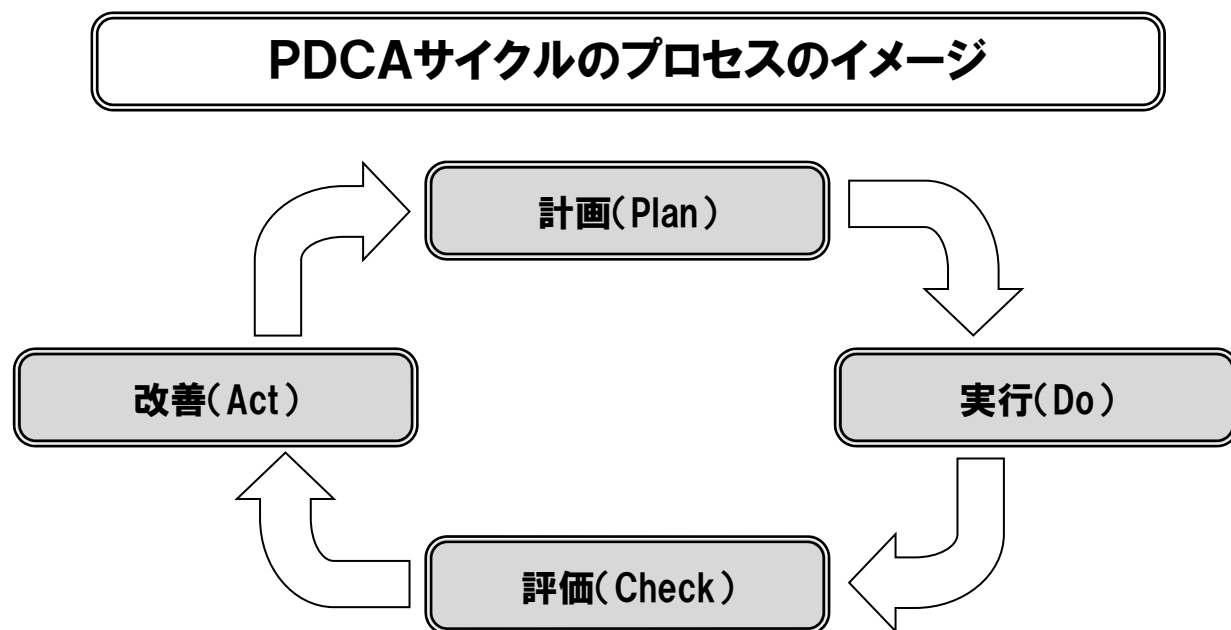 PDCAサイクルのプロセスのイメージ
計画(Plan)
改善(Act)
実行(Do)
評価(Check)